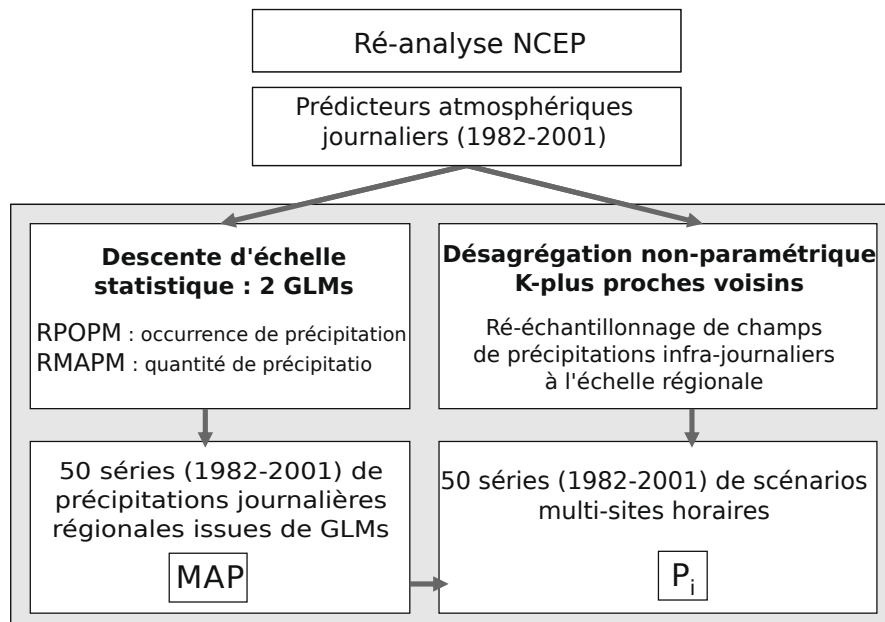 Ré-analyse NCEP
Prédicteurs atmosphériques
journaliers (1982-2001)
Descente d'échelle
statistique : 2 GLMs
RPOPM : occurrence de précipitation
RMAPM : quantité de précipitatio
Désagrégation non-paramétrique
K-plus proches voisins
Ré-échantillonnage de champs
de précipitations infra-journaliers
à l'échelle régionale
50 séries (1982-2001) de
précipitations journalières
régionales issues de GLMs
MAP
50 séries (1982-2001) de scénarios
multi-sites horaires
Pi